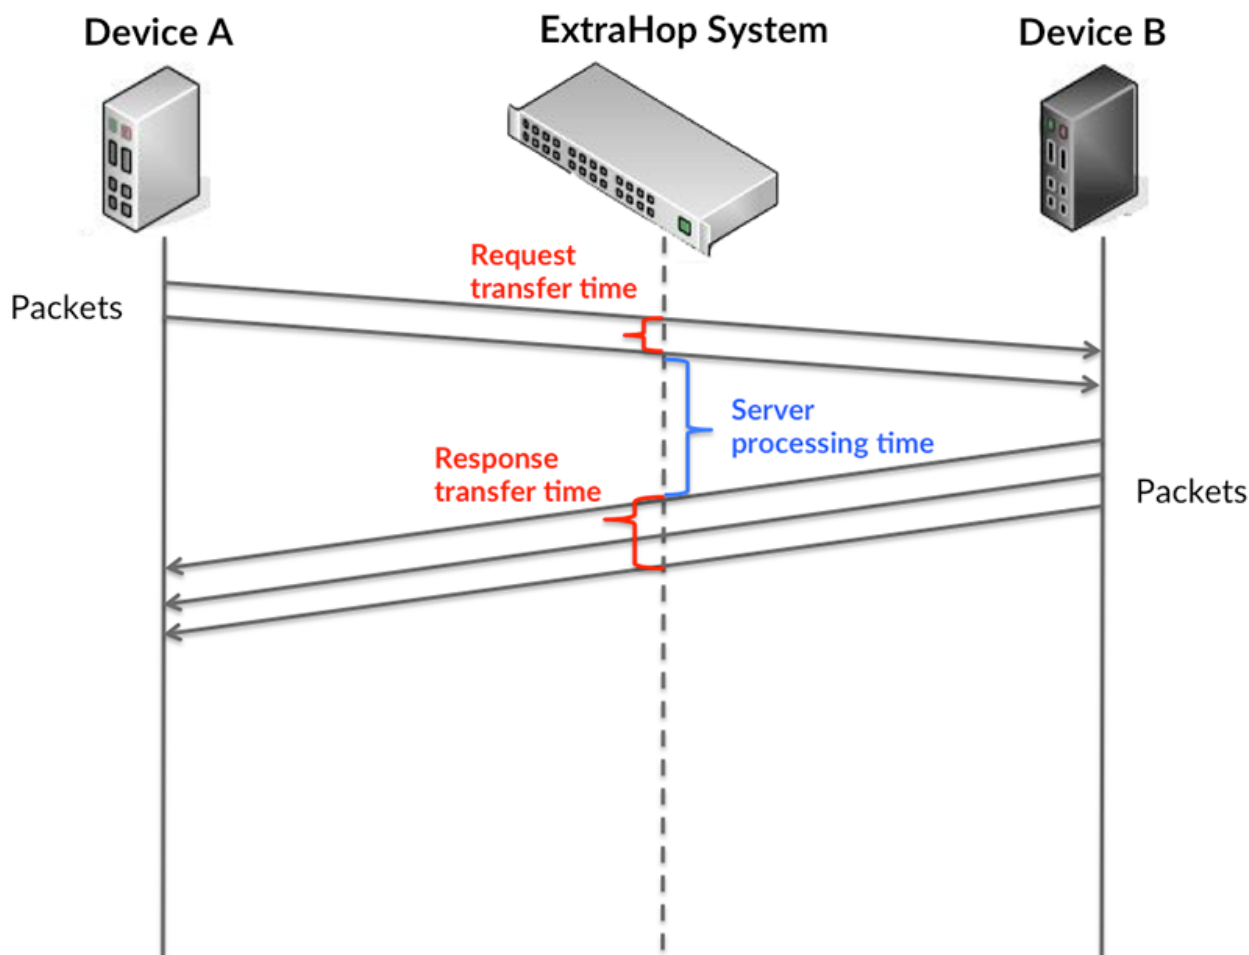 Device A
ExtraHop System
Device B
Request
transfer time
Packets
Server
processing time
Response
transfer time
Packets